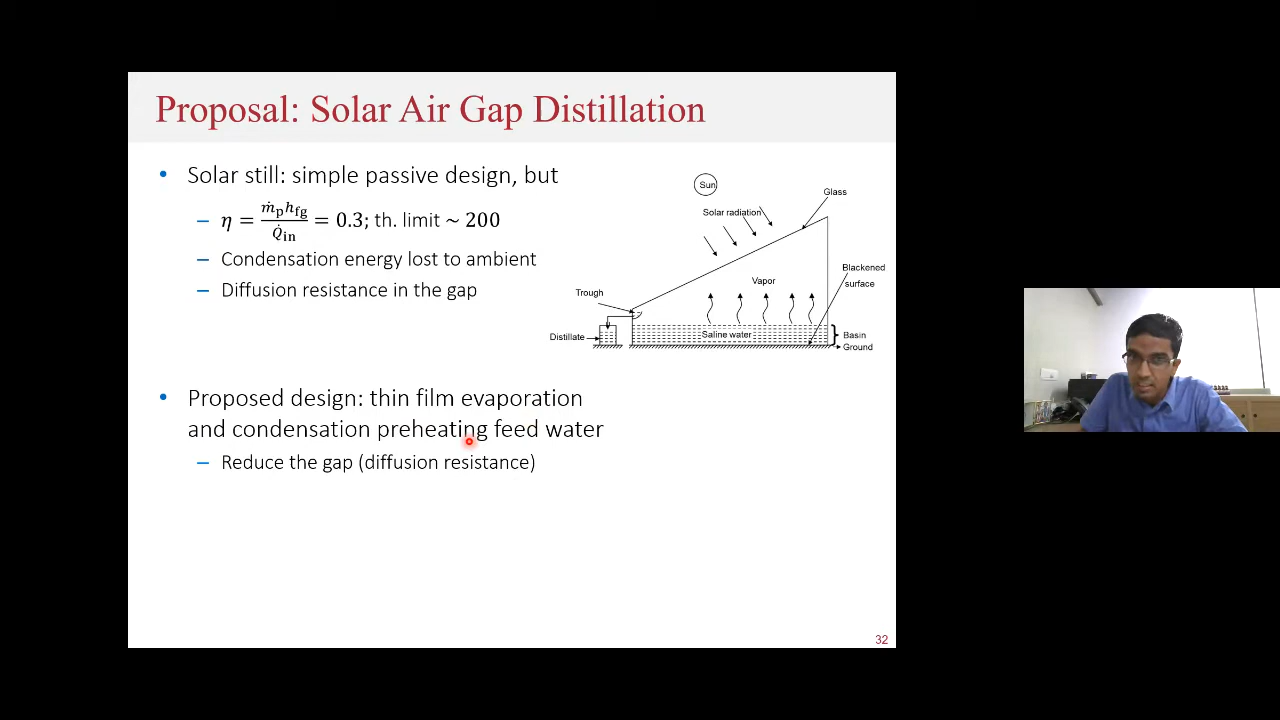 Proposal: Solar Air Gap Distillation
• Solar still: simple passive design, but
– η = ṁ_p h_fg / Q̇_in = 0.3; th. limit ~ 200
– Condensation energy lost to ambient
– Diffusion resistance in the gap
Sun
Solar radiation
Glass
Blackened
surface
Vapor
Trough
Distillate
Saline water
Basin
Ground
• Proposed design: thin film evaporation
and condensation preheating feed water
– Reduce the gap (diffusion resistance)
32